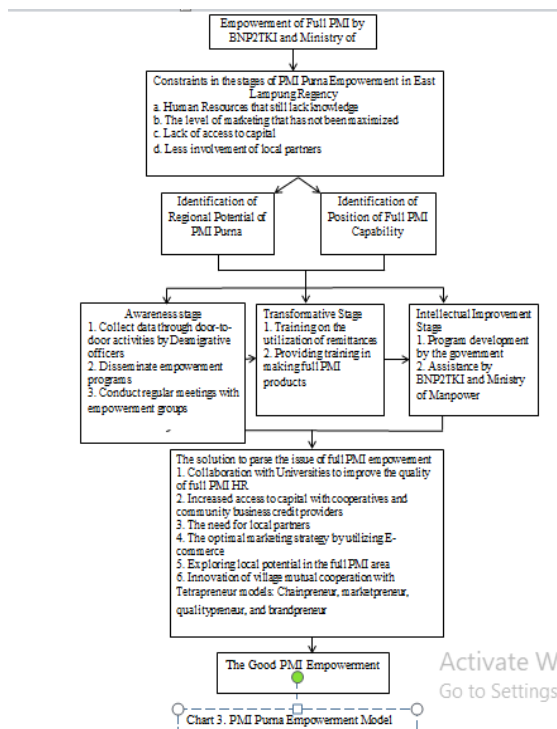 Empowerment of Full PMI by
BNP2TKI and Ministry of
Constraints in the stages of PMI Purna Empowerment in East
Lampung Regency
a. Human Resources that still lack knowledge
b. The level of marketing that has not been maximized
c. Lack of access to capital
d. Less involvement of local partners
Identification of
Regional Potential of
PMI Purna
Identification of
Position of Full PMI
Capability
Awareness stage
1. Collect data through door-to-
door activities by Desmigrative
officers
2. Disseminate empowerment
programs
3. Conduct regular meetings with
empowerment groups
Transformative Stage
1. Training on the
utilization of remittances
2. Providing training in
making full PMI
products
Intellectual Improvement
Stage
1. Program development
by the government
2. Assistance by
BNP2TKI and Ministry
of Manpower
The solution to parse the issue of full PMI empowerment
1. Collaboration with Universities to improve the quality
of full PMI HR
2. Increased access to capital with cooperatives and
community business credit providers
3. The need for local partners
4. The optimal marketing strategy by utilizing E-
commerce
5. Exploring local potential in the full PMI area
6. Innovation of village mutual cooperation with
Tetrapreneur models: Chainpreneur, marketpreneur,
qualitypreneur, and brandpreneur
The Good PMI Empowerment
Activate W
Go to Settings
Chart 3. PMI Purna Empowerment Model